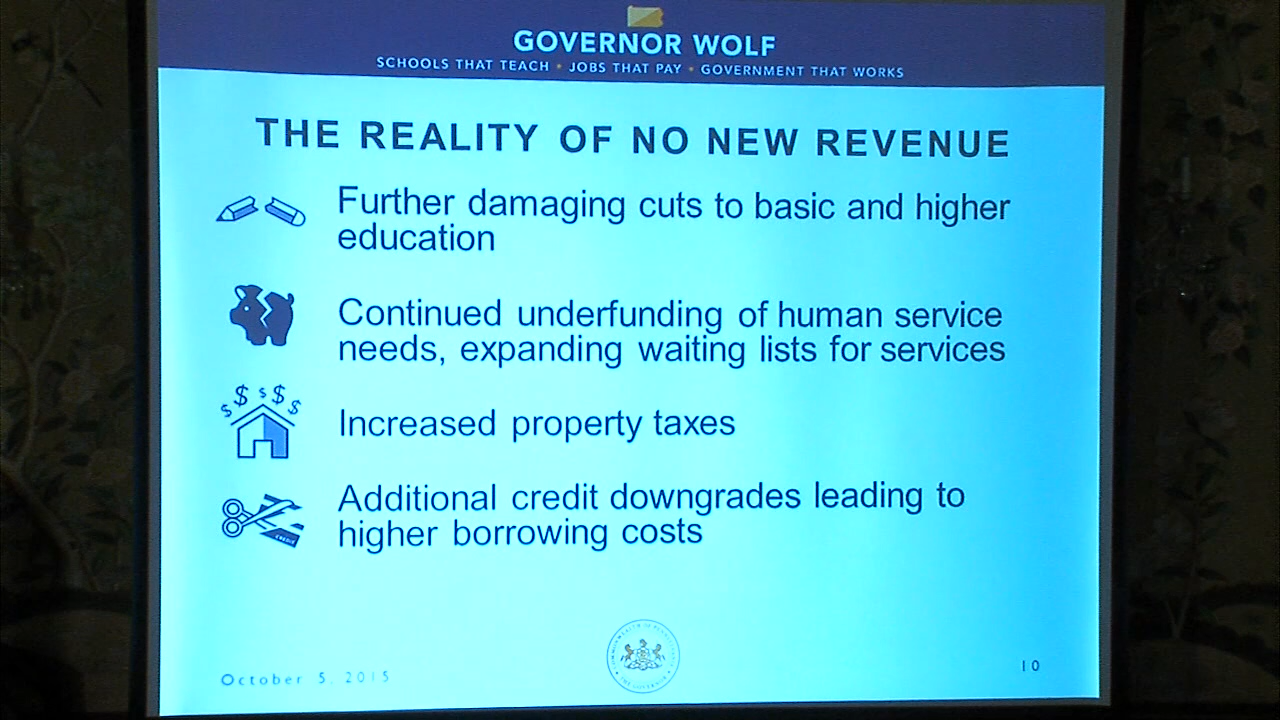 GOVERNOR WOLF
SCHOOLS THAT TEACH • JOBS THAT PAY • GOVERNMENT THAT WORKS
THE REALITY OF NO NEW REVENUE
Further damaging cuts to basic and higher
education
Continued underfunding of human service
needs, expanding waiting lists for services
$ $ $ $
Increased property taxes
Additional credit downgrades leading to
higher borrowing costs
CREDIT
October 5, 2015
10